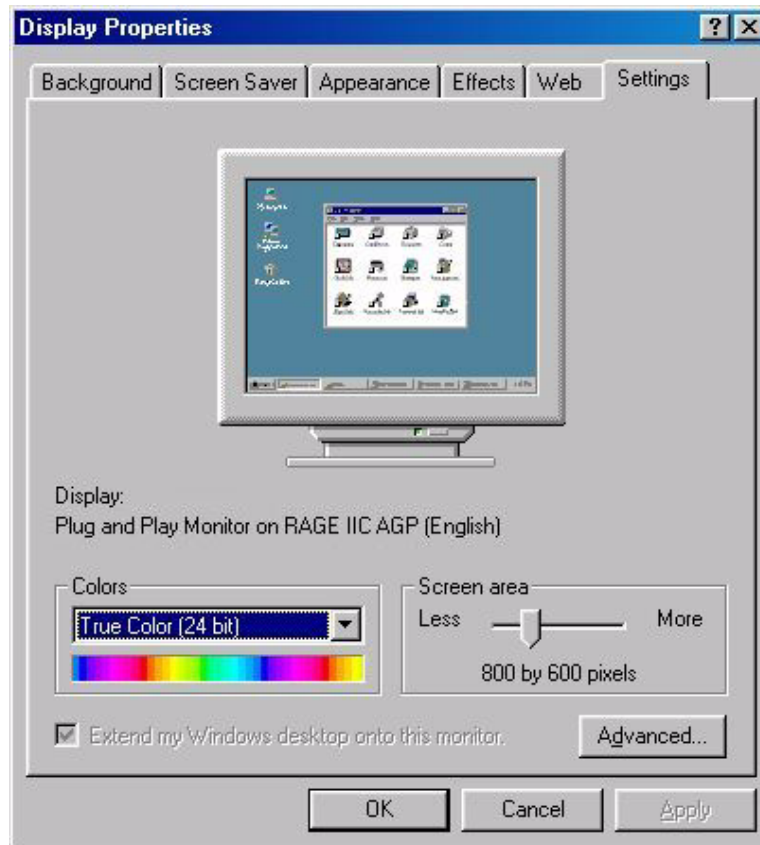 Display Properties
Background Screen Saver Appearance Effects Web Settings
Display:
Plug and Play Monitor on RAGE IIC AGP (English)
Colors
True Color (24 bit)
Screen area
Less More
800 by 600 pixels
Extend my Windows desktop onto this monitor.
Advanced...
OK Cancel Apply